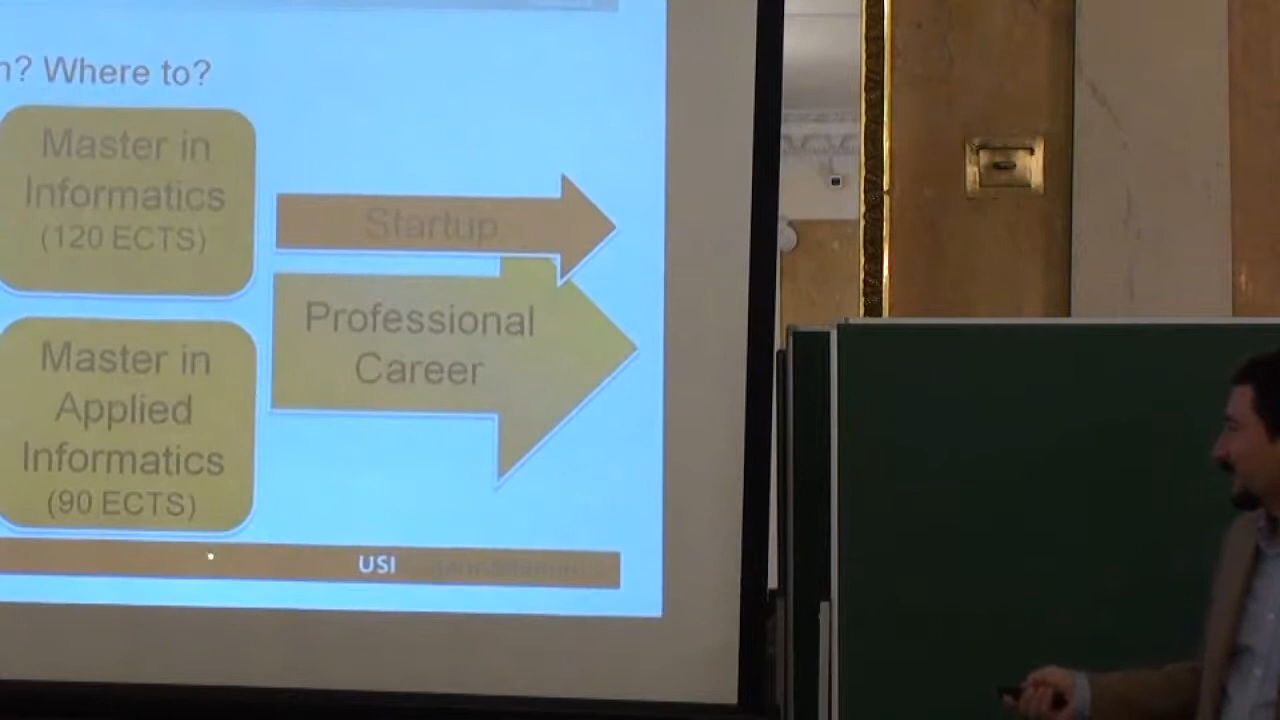 n? Where to?
Master in
Informatics
(120 ECTS)
Startup
Professional
Career
Master in
Applied
Informatics
(90 ECTS)
USI